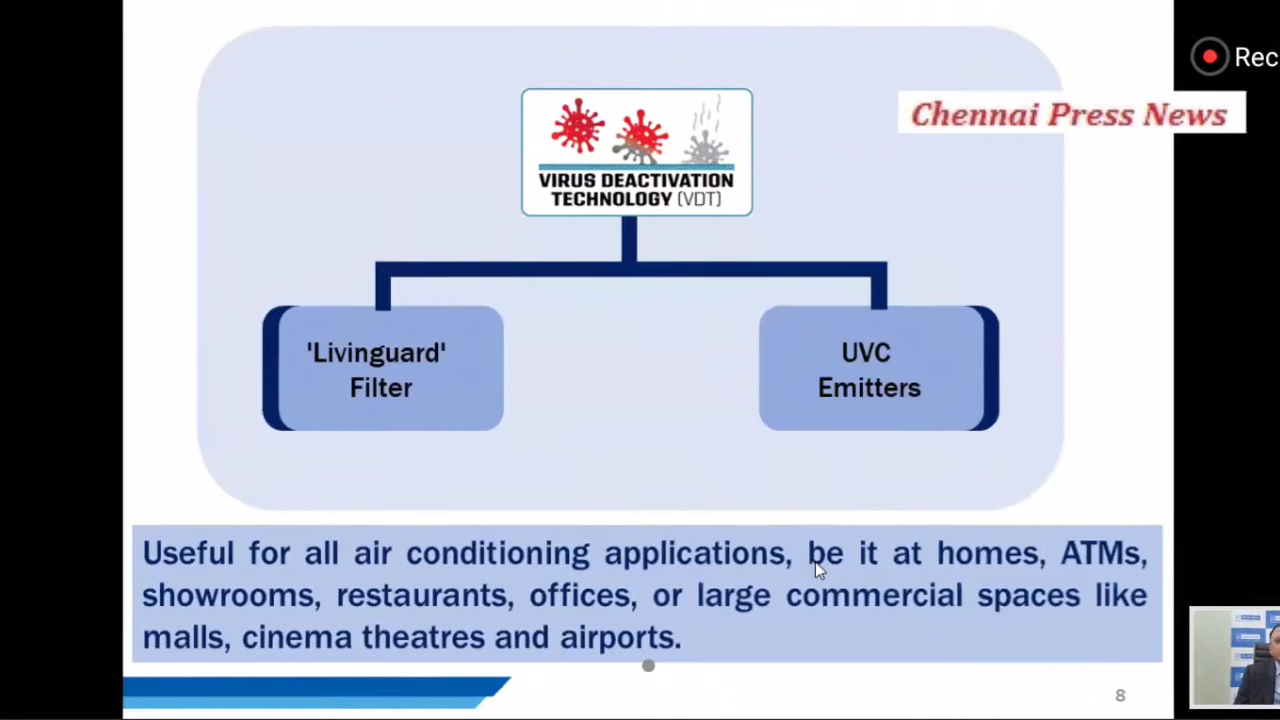 Rec
Chennai Press News
VIRUS DEACTIVATION
TECHNOLOGY (VDT)
'Livinguard'
Filter
UVC
Emitters
Useful for all air conditioning applications, be it at homes, ATMs,
showrooms, restaurants, offices, or large commercial spaces like
malls, cinema theatres and airports.
8